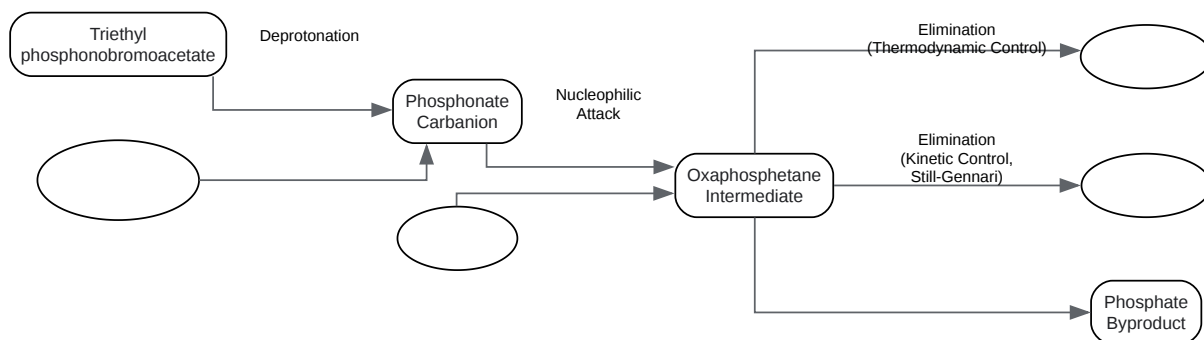 Triethyl
phosphonobromoacetate
Deprotonation
Phosphonate
Carbanion
Nucleophilic
Attack
Oxaphosphetane
Intermediate
Elimination
(Thermodynamic Control)
Elimination
(Kinetic Control,
Still-Gennari)
Phosphate
Byproduct